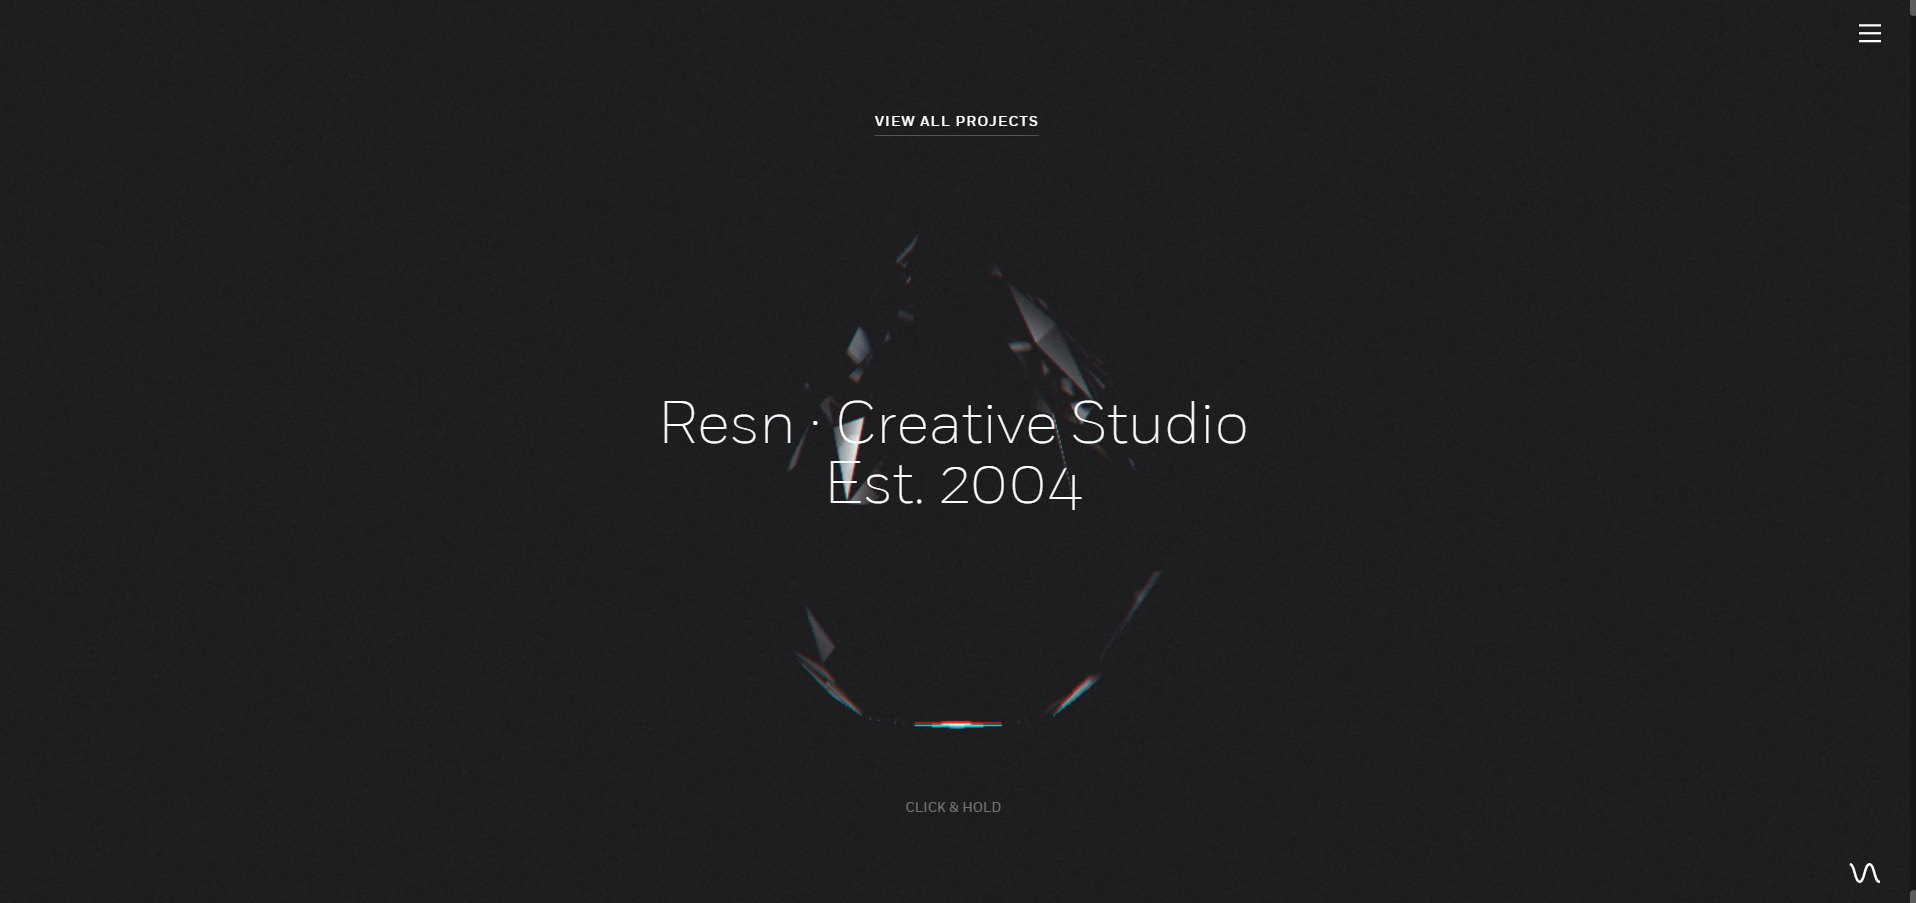 VIEW ALL PROJECTS
Resn · Creative Studio
Est. 2004
CLICK & HOLD